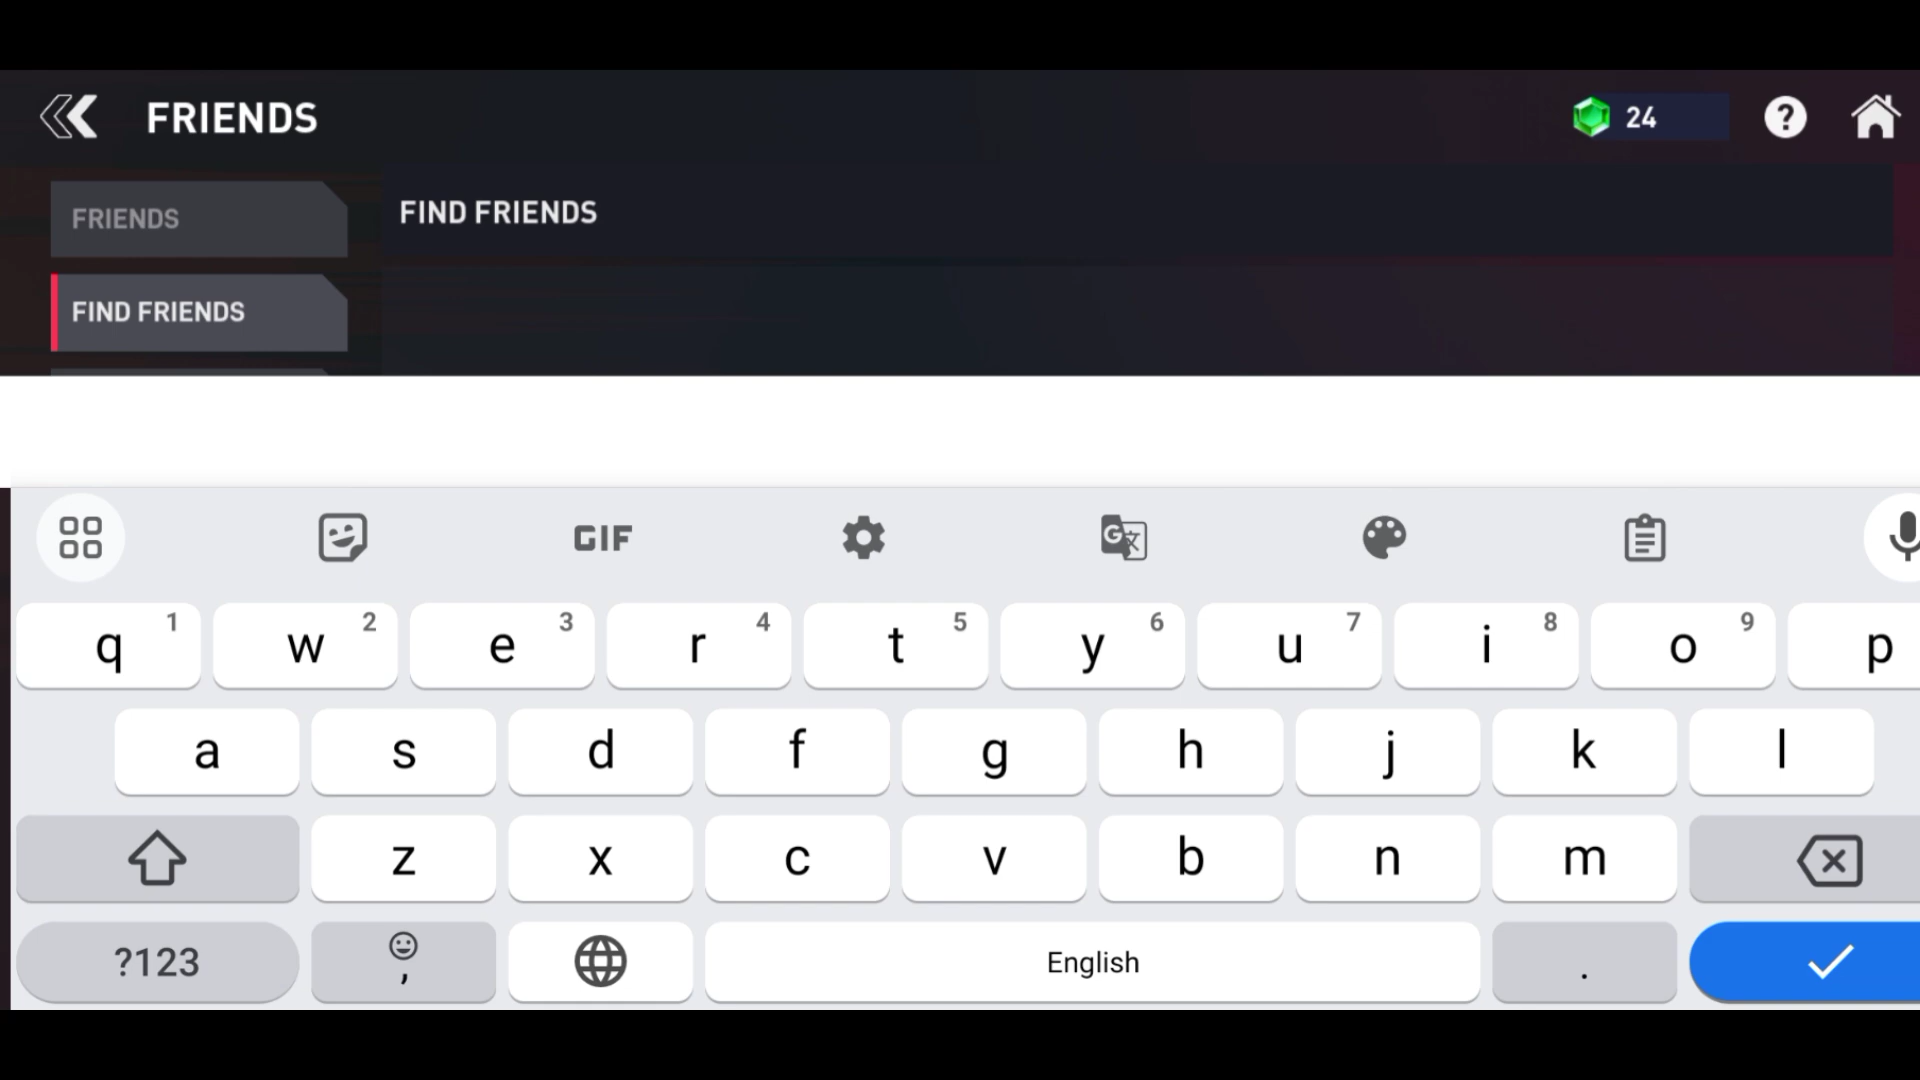 FRIENDS
24
?
FRIENDS
FIND FRIENDS
FIND FRIENDS
GIF
G 文
q 1 w 2 e 3 r 4 t 5 y 6 u 7 i 8 o 9 p
a s d f g h j k l
z x c v b n m
?123 , English .